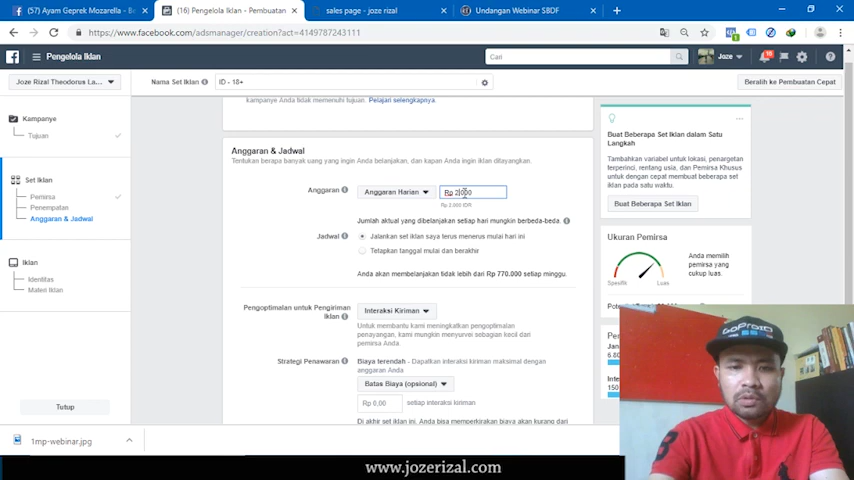 (57) Ayam Geprek Mozarella - Be
(16) Pengelola Iklan - Pembuatan
sales page - joze rizal
Undangan Webinar SBDF
https://www.facebook.com/adsmanager/creation?act=4149787243111
Pengelola Iklan
Cari
Joze
Joze Rizal Theodorus La...
Nama Set Iklan
ID - 18+
Beralih ke Pembuatan Cepat
kampanye Anda tidak memenuhi tujuan. Pelajari selengkapnya.
Kampanye
Tujuan
Set Iklan
Pemirsa
Penempatan
Anggaran & Jadwal
Iklan
Identitas
Materi Iklan
Tutup
Anggaran & Jadwal
Tentukan berapa banyak uang yang ingin Anda belanjakan, dan kapan Anda ingin iklan ditayangkan.
Anggaran
Anggaran Harian
Rp 2.000
Rp 2.000 IDR
Jumlah aktual yang dibelanjakan setiap hari mungkin berbeda-beda.
Jadwal
Jalankan set iklan saya terus menerus mulai hari ini
Tetapkan tanggal mulai dan berakhir
Anda akan membelanjakan tidak lebih dari Rp 770.000 setiap minggu.
Pengoptimalan untuk Pengiriman Iklan
Interaksi Kiriman
Untuk membantu kami meningkatkan pengoptimalan
penayangan, kami mungkin menyurvei sebagian kecil dari
pemirsa Anda.
Strategi Penawaran
Biaya terendah - Dapatkan interaksi kiriman maksimal dengan
anggaran Anda
Batas Biaya (opsional)
Rp 0,00
setiap interaksi kiriman
Di akhir set iklan ini, Anda bisa memperkirakan biaya akan kurang dari
Buat Beberapa Set Iklan dalam Satu
Langkah
Tambahkan variabel untuk lokasi, penargetan
terperinci, rentang usia, dan Pemirsa Khusus
untuk dengan cepat membuat beberapa set
iklan pada satu waktu.
Buat Beberapa Set Iklan
Ukuran Pemirsa
Anda memilih
pemirsa yang
cukup luas.
Spesifik
Luas
GoPro
1mp-webinar.jpg
www.jozerizal.com